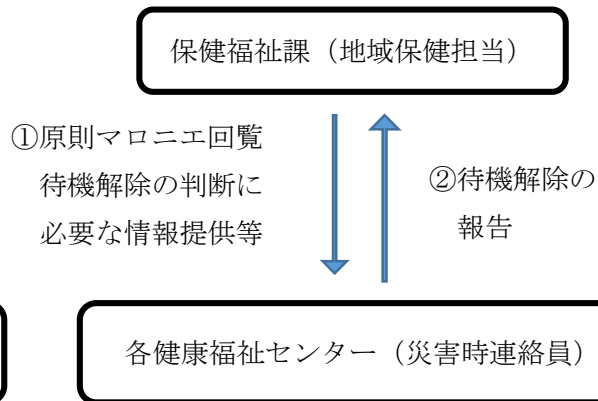 保健福祉課（地域保健担当）
①原則マロニエ回覧
待機解除の判断に
必要な情報提供等
②待機解除の
報告
各健康福祉センター（災害時連絡員）